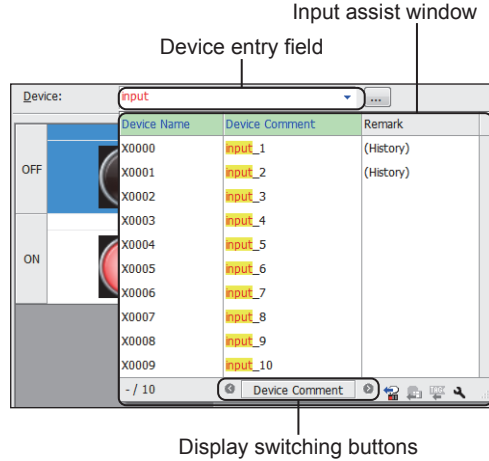 Input assist window
Device entry field
Device: input ...
Device Name Device Comment Remark
X0000 input_1 (History)
X0001 input_2 (History)
OFF
X0002 input_3
X0003 input_4
X0004 input_5
ON
X0005 input_6
X0006 input_7
X0007 input_8
X0008 input_9
X0009 input_10
- / 10 Device Comment
Display switching buttons